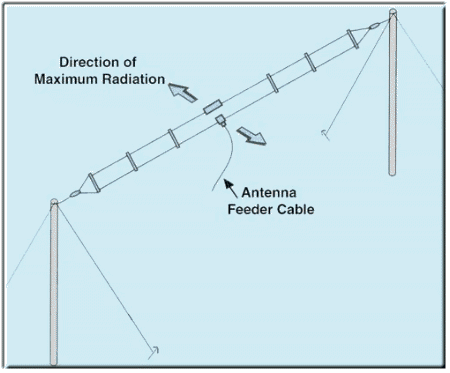 Direction of
Maximum Radiation
Antenna
Feeder Cable